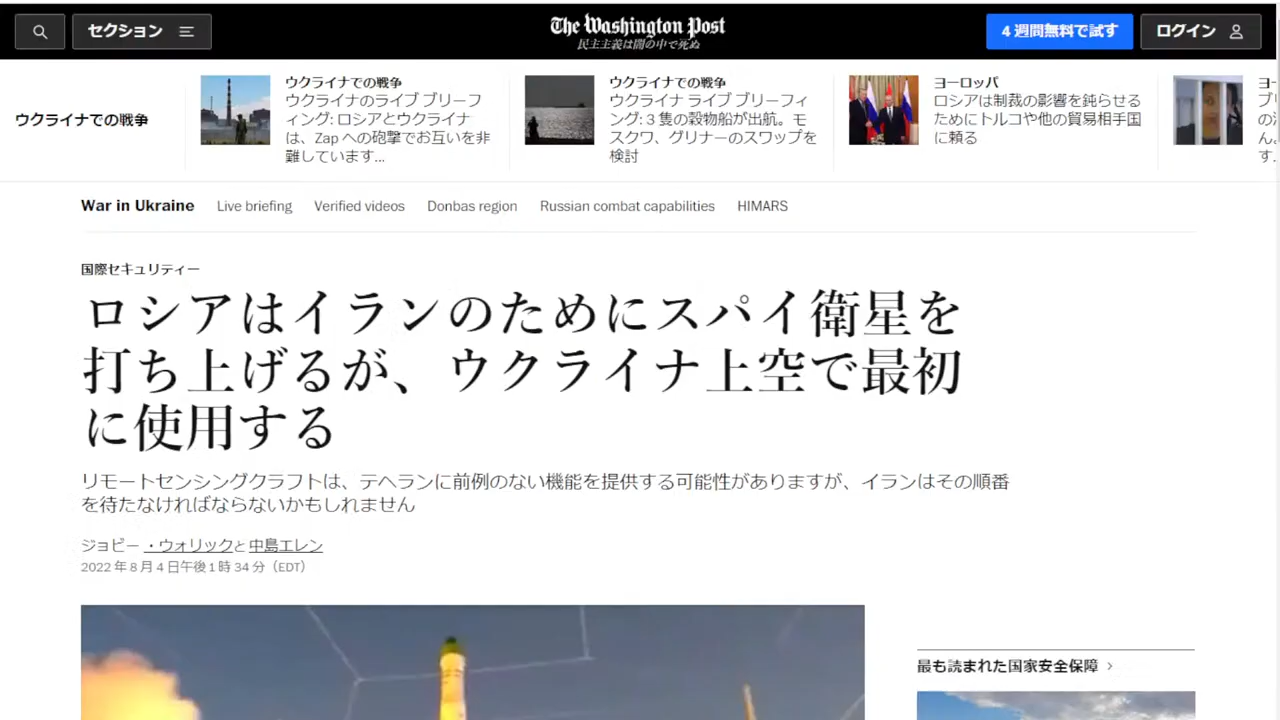 セクション
The Washington Post
民主主義は闇の中で死ぬ
4 週間無料で試す
ログイン
ウクライナでの戦争
ウクライナでの戦争
ウクライナのライブ ブリーフ
ィング: ロシアとウクライナ
は、Zap への砲撃でお互いを非
難しています...
ウクライナでの戦争
ウクライナ ライブ ブリーフィ
ング: 3 隻の穀物船が出航。モ
スクワ、グリナーのスワップを
検討
ヨーロッパ
ロシアは制裁の影響を鈍らせる
ためにトルコや他の貿易相手国
に頼る
War in Ukraine
Live briefing
Verified videos
Donbas region
Russian combat capabilities
HIMARS
国際セキュリティー
ロシアはイランのためにスパイ衛星を
打ち上げるが、ウクライナ上空で最初
に使用する
リモートセンシングクラフトは、テヘランに前例のない機能を提供する可能性がありますが、イランはその順番
を待たなければならないかもしれません
ジョビー ・ウォリックと 中島エレン
2022 年 8 月 4 日午後 1 時 34 分（EDT）
最も読まれた国家安全保障